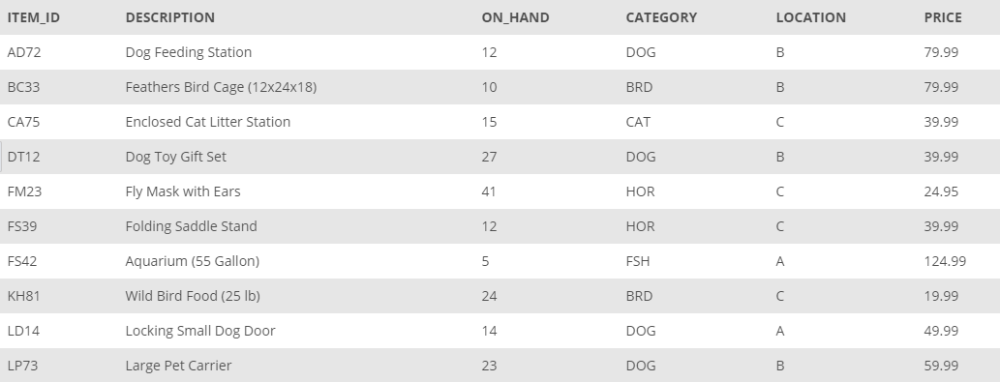 ITEM_ID DESCRIPTION ON_HAND CATEGORY LOCATION PRICE
AD72 Dog Feeding Station 12 DOG B 79.99
BC33 Feathers Bird Cage (12x24x18) 10 BRD B 79.99
CA75 Enclosed Cat Litter Station 15 CAT C 39.99
DT12 Dog Toy Gift Set 27 DOG B 39.99
FM23 Fly Mask with Ears 41 HOR C 24.95
FS39 Folding Saddle Stand 12 HOR C 39.99
FS42 Aquarium (55 Gallon) 5 FSH A 124.99
KH81 Wild Bird Food (25 lb) 24 BRD C 19.99
LD14 Locking Small Dog Door 14 DOG A 49.99
LP73 Large Pet Carrier 23 DOG B 59.99